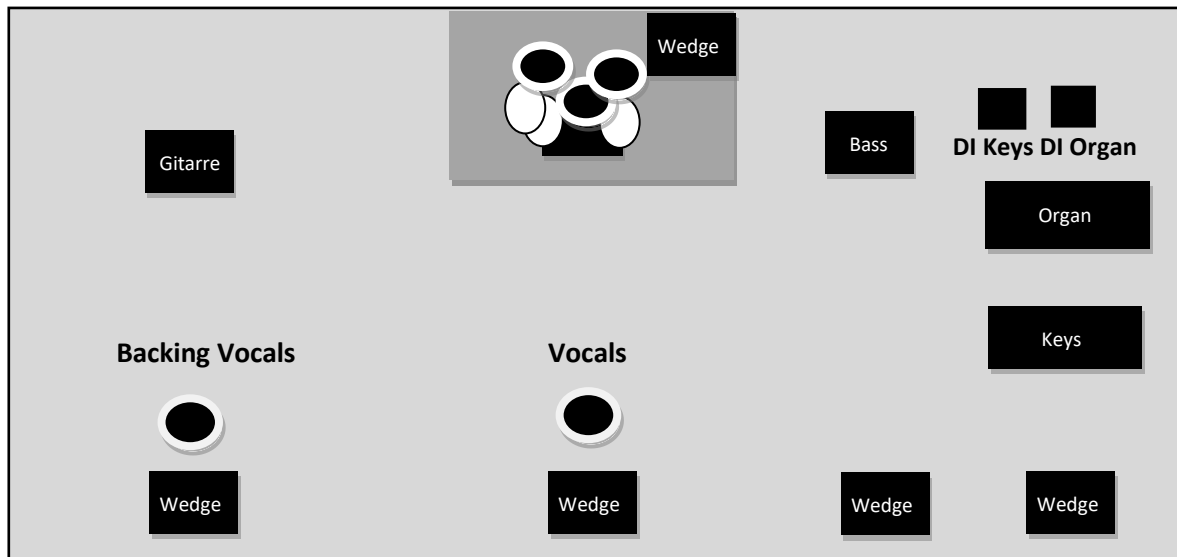 Wedge
Gitarre
Bass
DI Keys DI Organ
Organ
Keys
Backing Vocals
Vocals
Wedge
Wedge
Wedge
Wedge